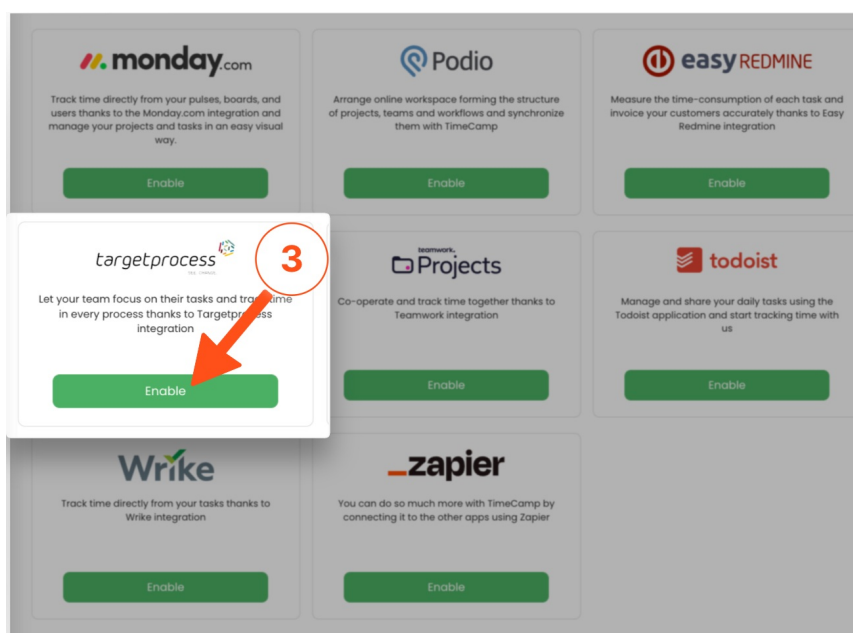 monday.com
Track time directly from your pulses, boards, and
users thanks to the Monday.com integration and
manage your projects and tasks in an easy visual
way.
Enable
Podio
Arrange online workspace forming the structure
of projects, teams and workflows and synchronize
them with TimeCamp
Enable
easy REDMINE
Measure the time-consumption of each task and
invoice your customers accurately thanks to Easy
Redmine integration
Enable
targetprocess
3
Let your team focus on their tasks and time
in every process thanks to
integration
Enable
teamwork.
Projects
Co-operate and track time together thanks to
Teamwork integration
Enable
todoist
Manage and share your daily tasks using the
Todoist application and start tracking time with
us
Enable
Wrike
Track time directly from your tasks thanks to
Wrike integration
Enable
_zapier
You can do so much more with TimeCamp by
connecting it to the other apps using Zapier
Enable